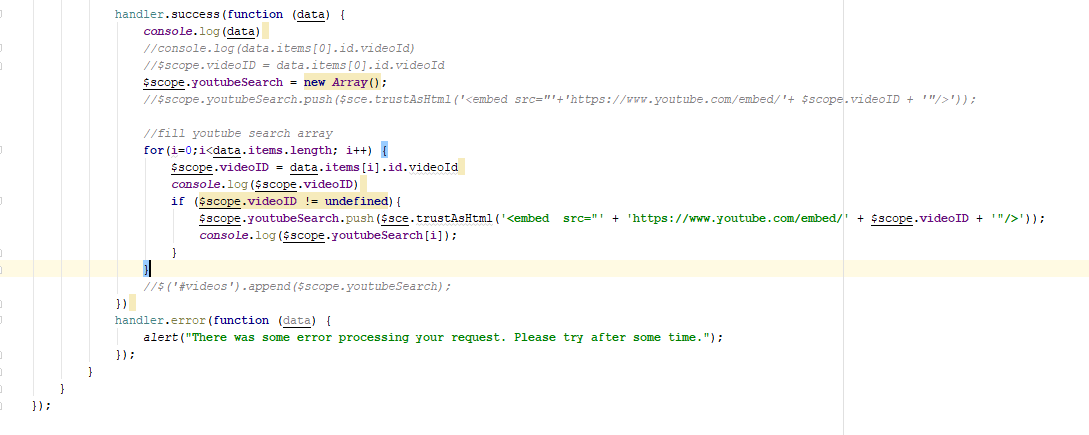 handler.success(function (data) {
console.log(data)
//console.log(data.items[0].id.videoId)
//$scope.videoID = data.items[0].id.videoId
$scope.youtubeSearch = new Array();
//$scope.youtubeSearch.push($sce.trustAsHtml('<embed src="'+'https://www.youtube.com/embed/'+ $scope.videoID + '"/>'));
//fill youtube search array
for(i=0;i<data.items.length; i++) {
$scope.videoID = data.items[i].id.videoId
console.log($scope.videoID)
if ($scope.videoID != undefined){
$scope.youtubeSearch.push($sce.trustAsHtml('<embed  src="' + 'https://www.youtube.com/embed/' + $scope.videoID + '"/>'));
console.log($scope.youtubeSearch[i]);
}
}
//$('#videos').append($scope.youtubeSearch);
})
handler.error(function (data) {
alert("There was some error processing your request. Please try after some time.");
});
}
}
});